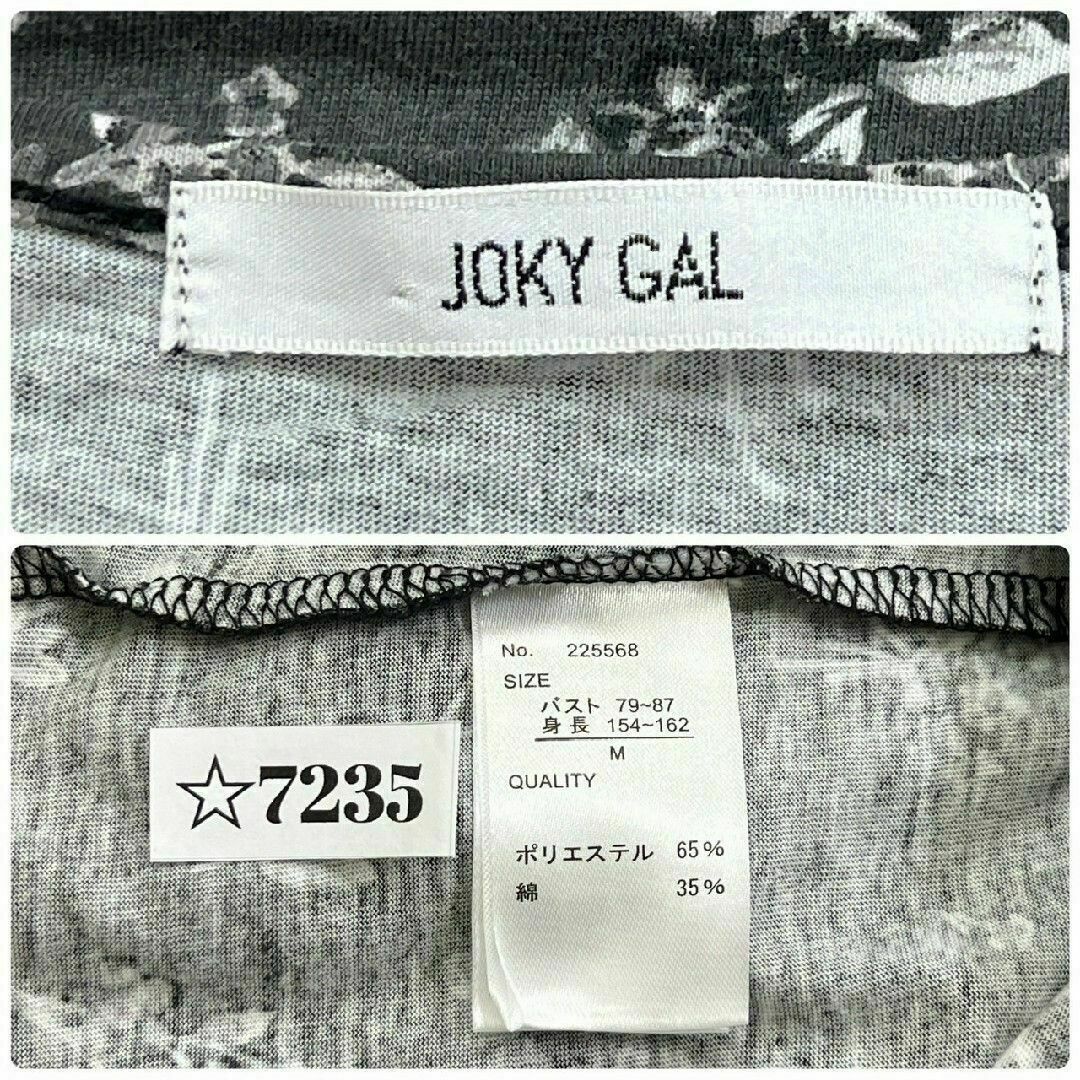 JOKY GAL
No. 225568
SIZE
バスト 79~87
身長 154~162
M
QUALITY
ポリエステル 65%
綿 35%
☆7235